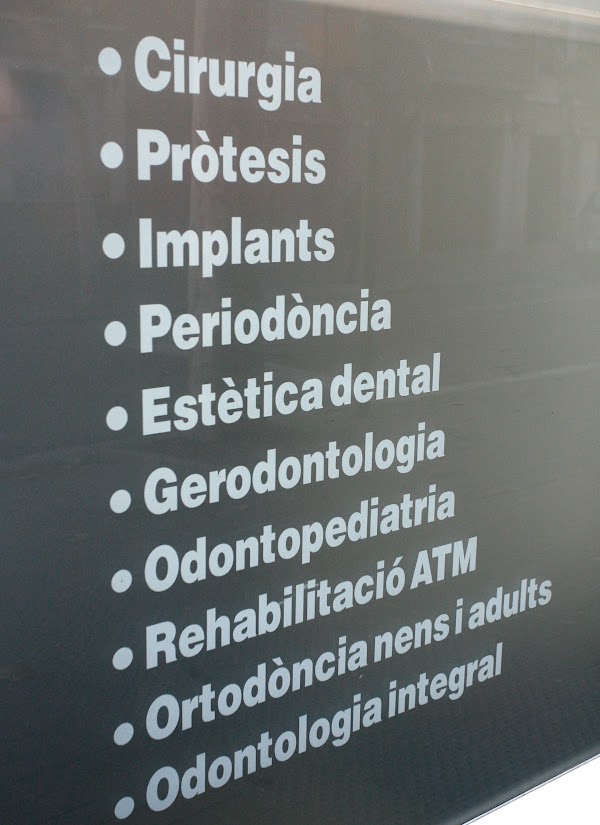 • Cirurgia
• Pròtesis
• Implants
• Periodòncia
• Estètica dental
• Gerodontologia
• Odontopediatria
• Rehabilitació ATM
• Ortodòncia nens i adults
• Odontologia integral